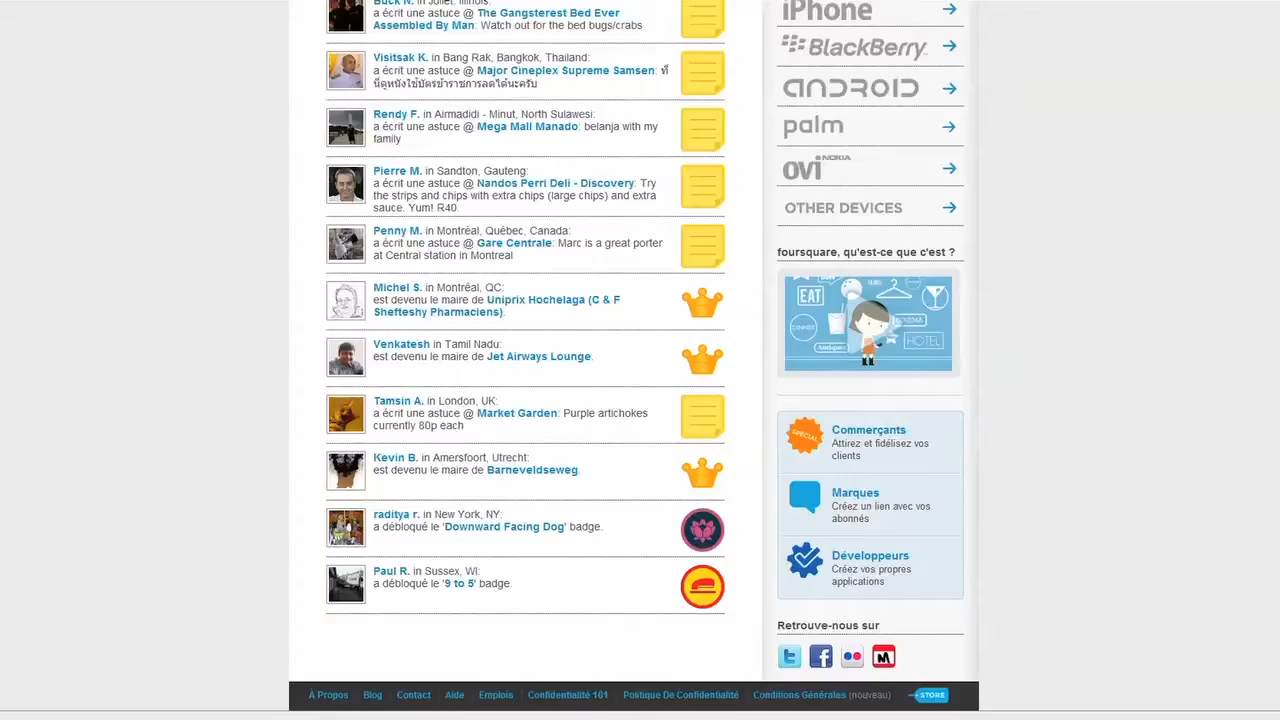 Buck N. in Joliet, Illinois:
a écrit une astuce @ The Gangsterest Bed Ever
Assembled By Man: Watch out for the bed bugs/crabs
Visitsak K. in Bang Rak, Bangkok, Thailand:
a écrit une astuce @ Major Cineplex Supreme Samsen: ที่
นี่ดูหนังใช้บัตรข้าราชการลดได้นะครับ
Rendy F. in Airmadidi - Minut, North Sulawesi:
a écrit une astuce @ Mega Mall Manado: belanja with my
family
Pierre M. in Sandton, Gauteng:
a écrit une astuce @ Nandos Perri Deli - Discovery: Try
the strips and chips with extra chips (large chips) and extra
sauce. Yum! R40.
Penny M. in Montréal, Québec, Canada:
a écrit une astuce @ Gare Centrale: Marc is a great porter
at Central station in Montreal
Michel S. in Montréal, QC:
est devenu le maire de Uniprix Hochelaga (C & F
Shefteshy Pharmaciens).
Venkatesh in Tamil Nadu:
est devenu le maire de Jet Airways Lounge.
Tamsin A. in London, UK:
a écrit une astuce @ Market Garden: Purple artichokes
currently 80p each
Kevin B. in Amersfoort, Utrecht:
est devenu le maire de Barneveldseweg.
raditya r. in New York, NY:
a débloqué le 'Downward Facing Dog' badge.
Paul R. in Sussex, WI:
a débloqué le '9 to 5' badge.
iPhone
BlackBerry
ANDROID
palm
ovi NOKIA
OTHER DEVICES
foursquare, qu'est-ce que c'est ?
EAT
DINNER
CINEMA
Antiques
HOTEL
SPECIAL
Commerçants
Attirez et fidélisez vos
clients
Marques
Créez un lien avec vos
abonnés
Développeurs
Créez vos propres
applications
Retrouve-nous sur
À Propos Blog Contact Aide Emplois Confidentialité 101 Politique De Confidentialité Conditions Générales (nouveau) STORE